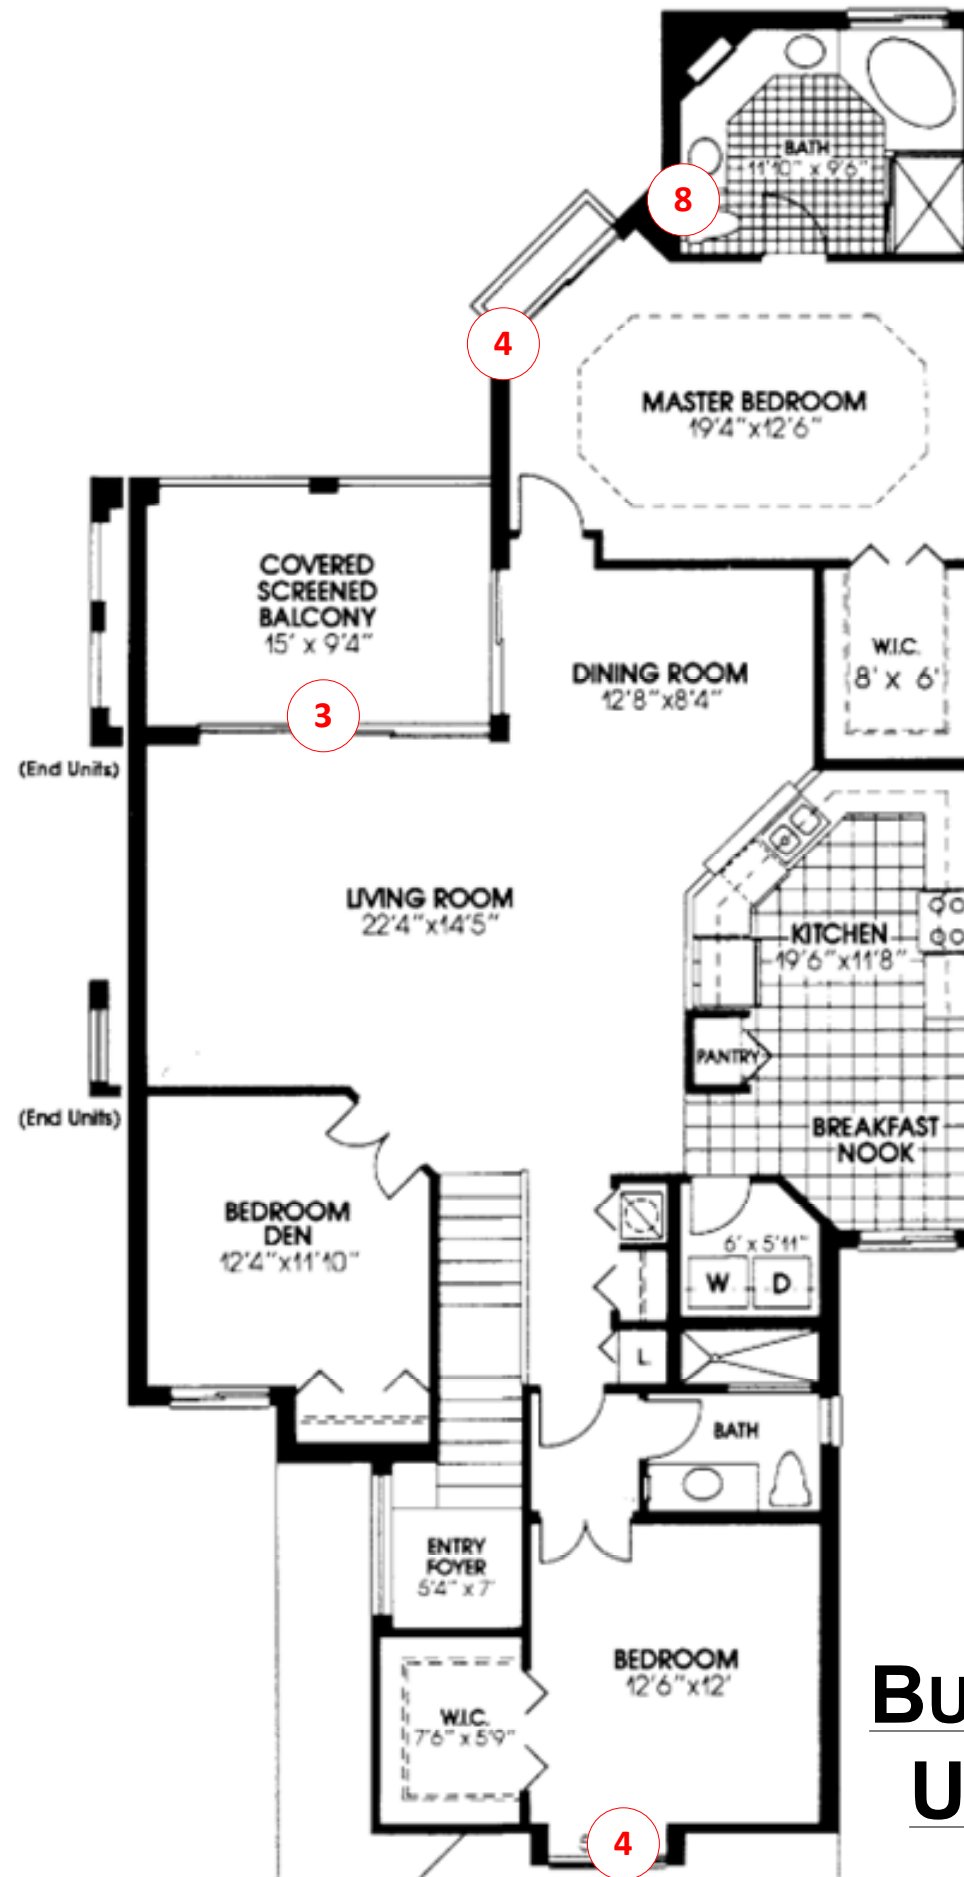 BATH
11'10" x 9'6"
8
4
MASTER BEDROOM
19'4"x12'6"
COVERED
SCREENED
BALCONY
15' x 9'4"
W.I.C.
8' x 6'
DINING ROOM
12'8"x8'4"
3
(End Units)
LIVING ROOM
22'4"x14'5"
KITCHEN
19'6"x11'8"
PANTRY
(End Units)
BREAKFAST
NOOK
BEDROOM
DEN
12'4"x11'10"
6' x 5'11"
W D
L
BATH
ENTRY
FOYER
5'4" x 7'
BEDROOM
12'6"x12'
W.I.C.
7'6" x 5'9"
BU
U
4